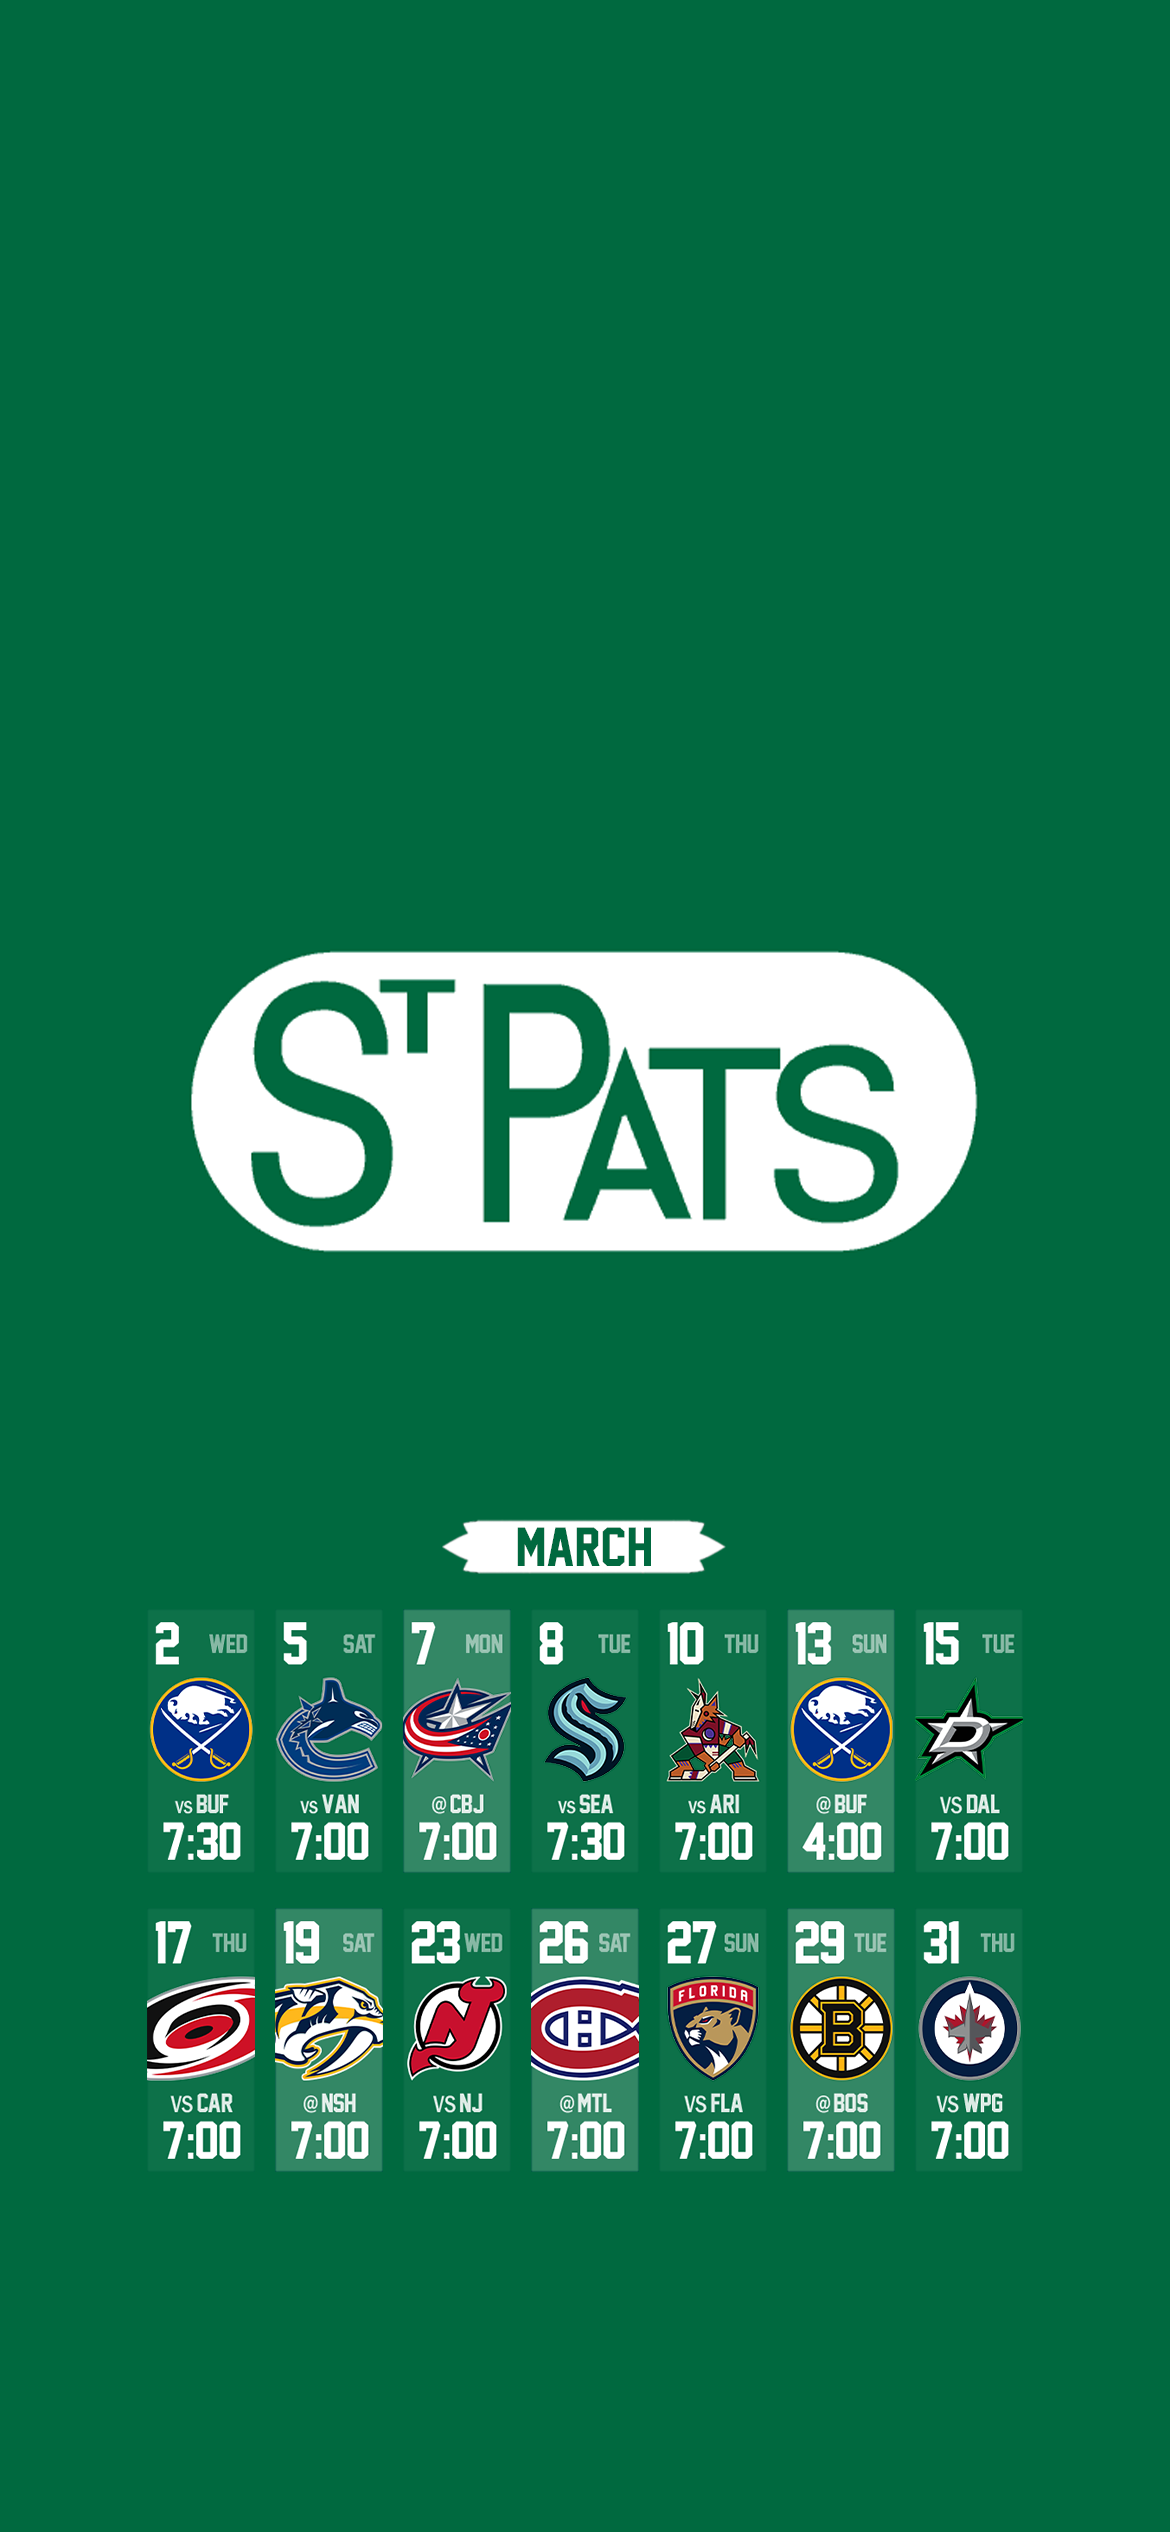 ST PATS
MARCH
2 WED 5 SAT 7 MON 8 TUE 10 THU 13 SUN 15 TUE
vs BUF vs VAN @ CBJ vs SEA vs ARI @ BUF VS DAL
7:30 7:00 7:00 7:30 7:00 4:00 7:00
17 THU 19 SAT 23 WED 26 SAT 27 SUN 29 TUE 31 THU
FLORIDA
VS CAR @ NSH VS NJ @ MTL VS FLA @ BOS VS WPG
7:00 7:00 7:00 7:00 7:00 7:00 7:00